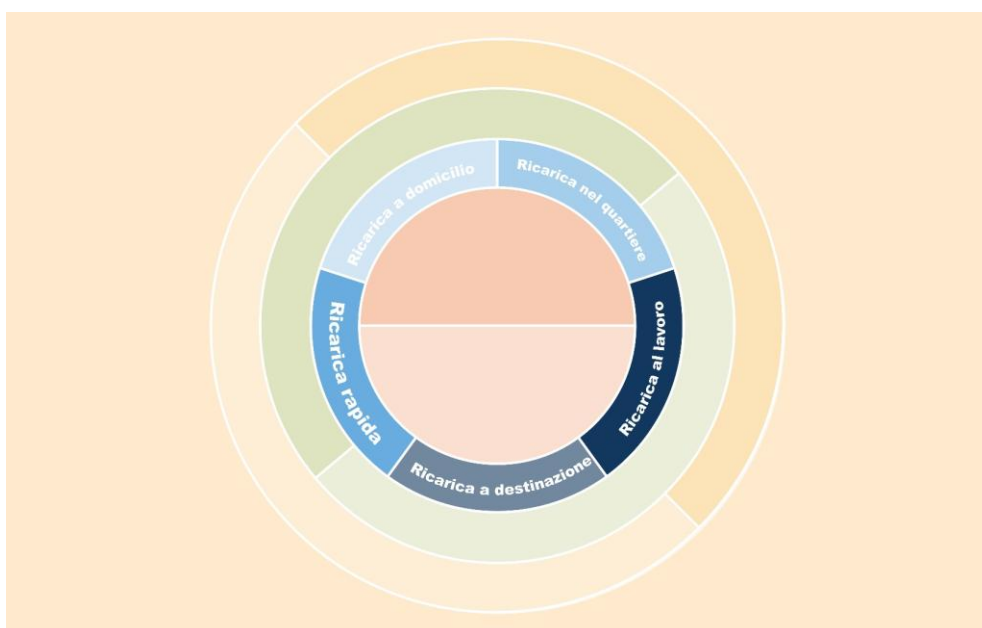 Ricarica a domicilio
Ricarica nel quartiere
Ricarica al lavoro
Ricarica a destinazione
Ricarica rapida